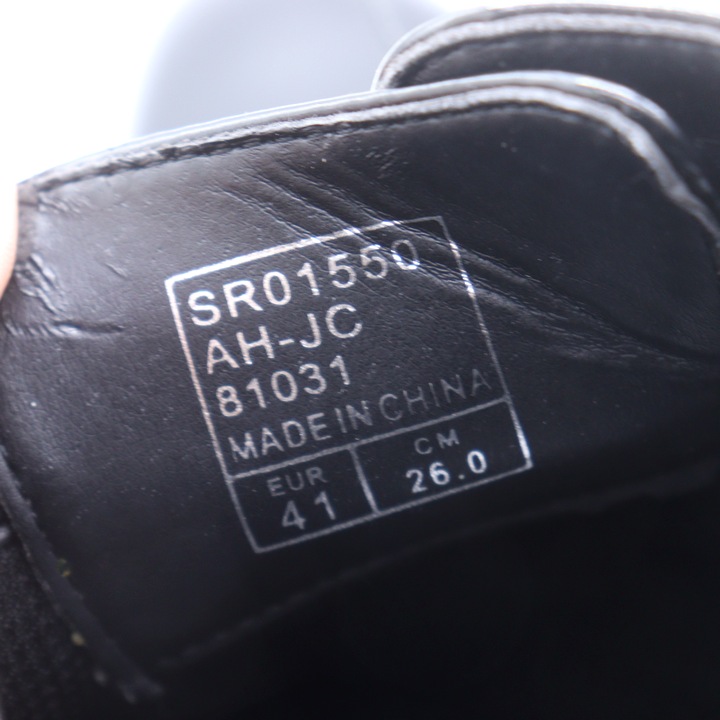 SR01550
AH-JC
81031
MADE IN CHINA
EUR CM
41 26.0